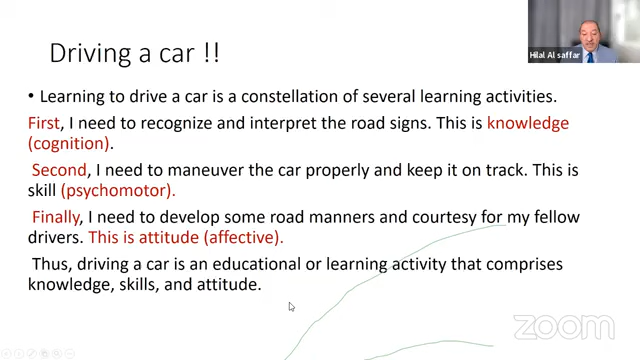 Driving a car !!
Hilal Al saffar
• Learning to drive a car is a constellation of several learning activities.
First, I need to recognize and interpret the road signs. This is knowledge
(cognition).
Second, I need to maneuver the car properly and keep it on track. This is
skill (psychomotor).
Finally, I need to develop some road manners and courtesy for my fellow
drivers. This is attitude (affective).
Thus, driving a car is an educational or learning activity that comprises
knowledge, skills, and attitude.
zoom